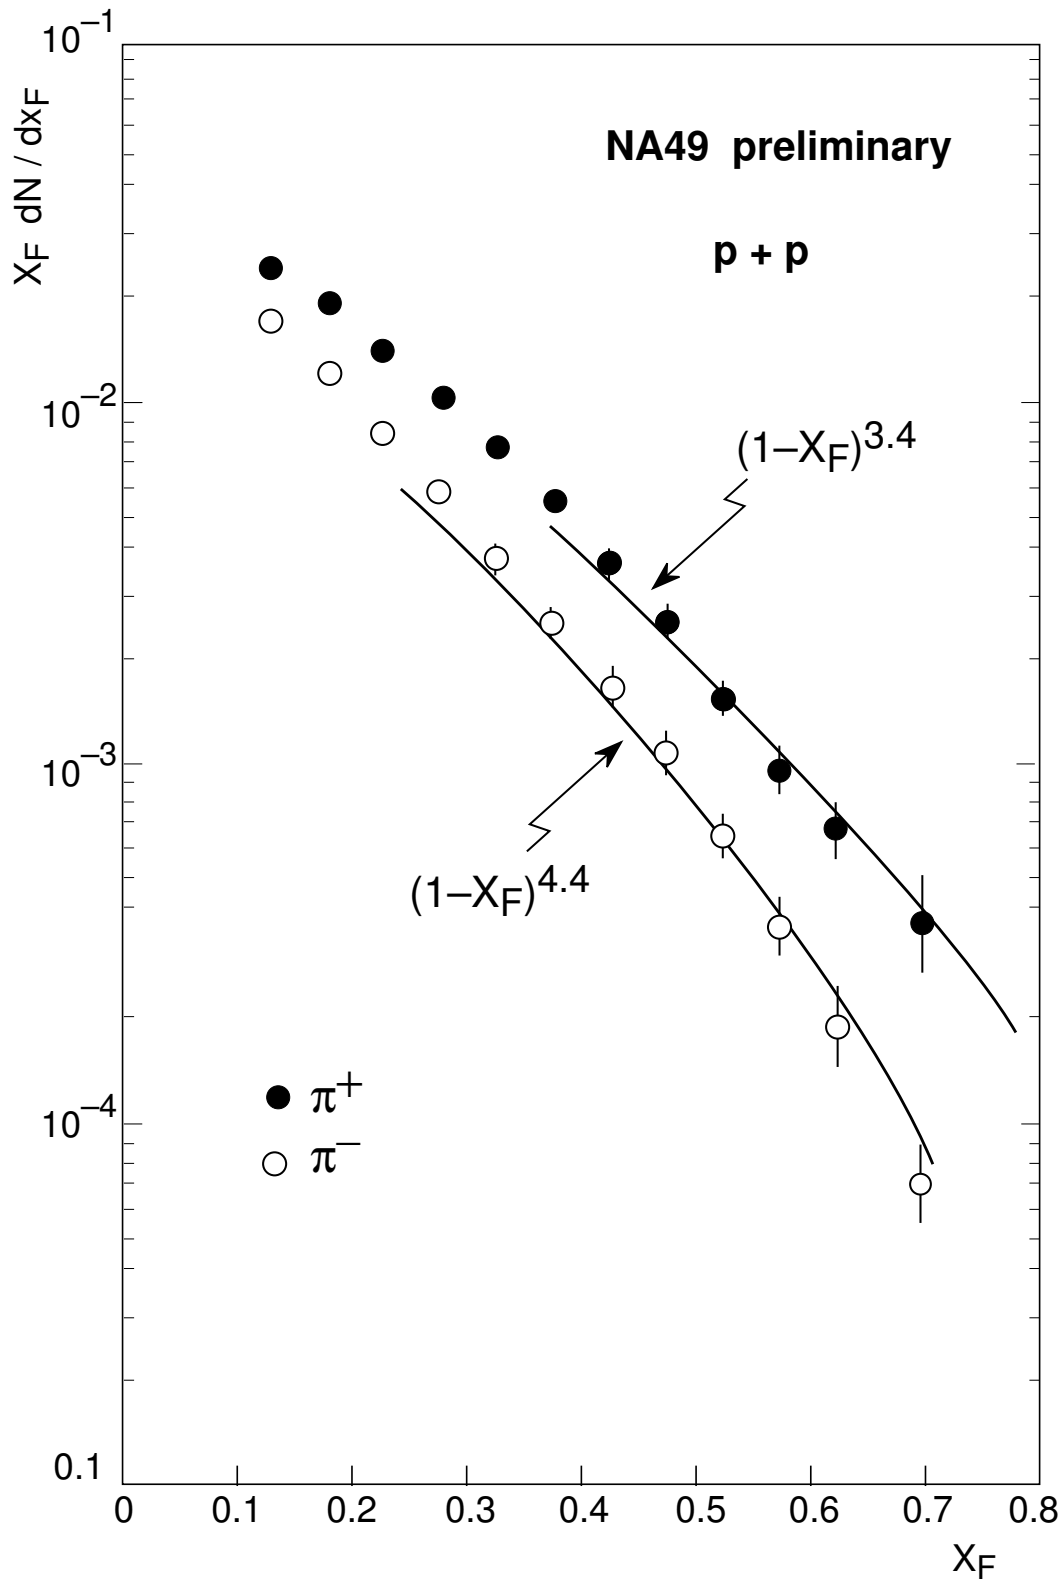 10⁻¹
X_F dN / dx_F
NA49 preliminary
p + p
10⁻²
(1–X_F)³·⁴
10⁻³
(1–X_F)⁴·⁴
π⁺
10⁻⁴
π⁻
0.1
0 0.1 0.2 0.3 0.4 0.5 0.6 0.7 0.8
X_F